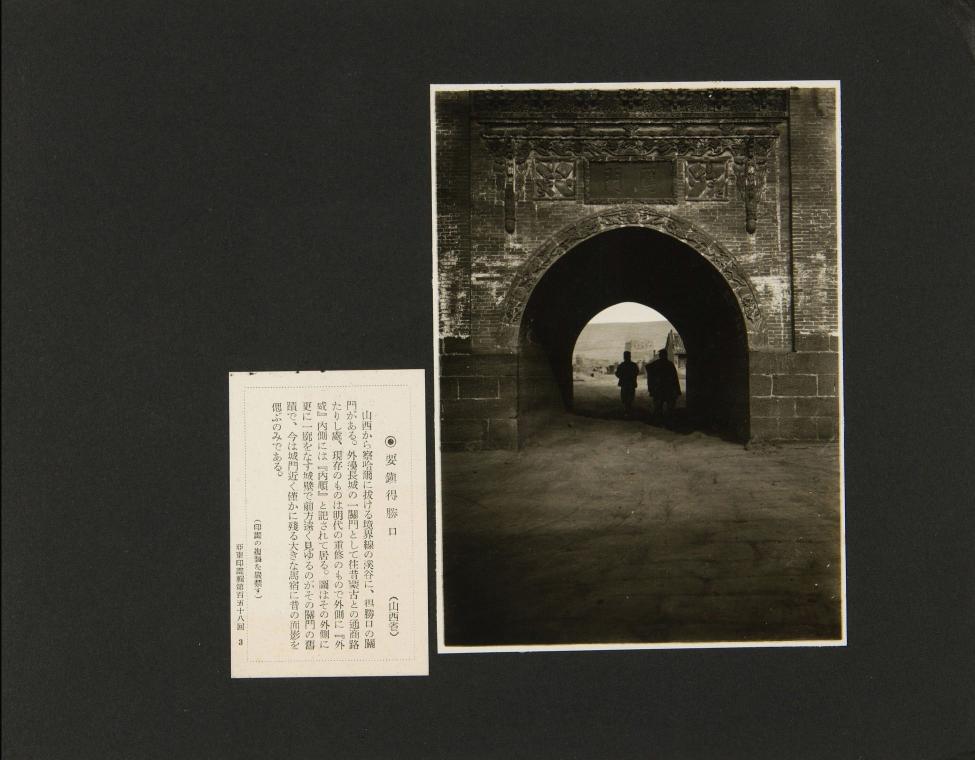 ◉要鎮得勝口
(山西省)
山西から察哈爾に拔ける境界線の溪谷に、得勝口の關
門がある。外邊長城の一關門として往昔蒙古との通商路
たりし處、現存のものは明代の重修のもので外側に『外
威』內側には『內順』と記されて居る。圖はその外側に
更に一廓をなす城壁で前方遠く見ゆるのがその關門の舊
蹟で、今は城門近く僅かに殘る大きな馬宿に昔の面影を
偲ぶのみである。
(印畫の複製を嚴禁す)
亞東印畫輯第百五十八回 3